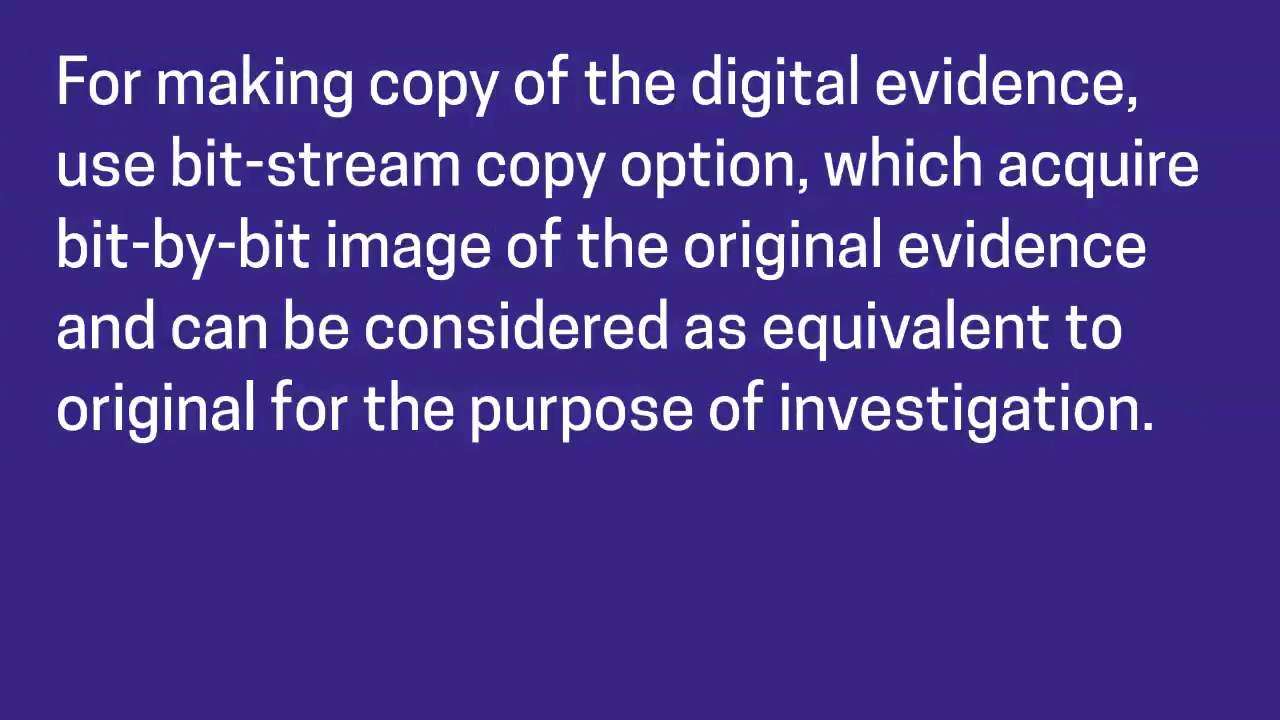 For making copy of the digital evidence,
use bit-stream copy option, which acquire
bit-by-bit image of the original evidence
and can be considered as equivalent to
original for the purpose of investigation.